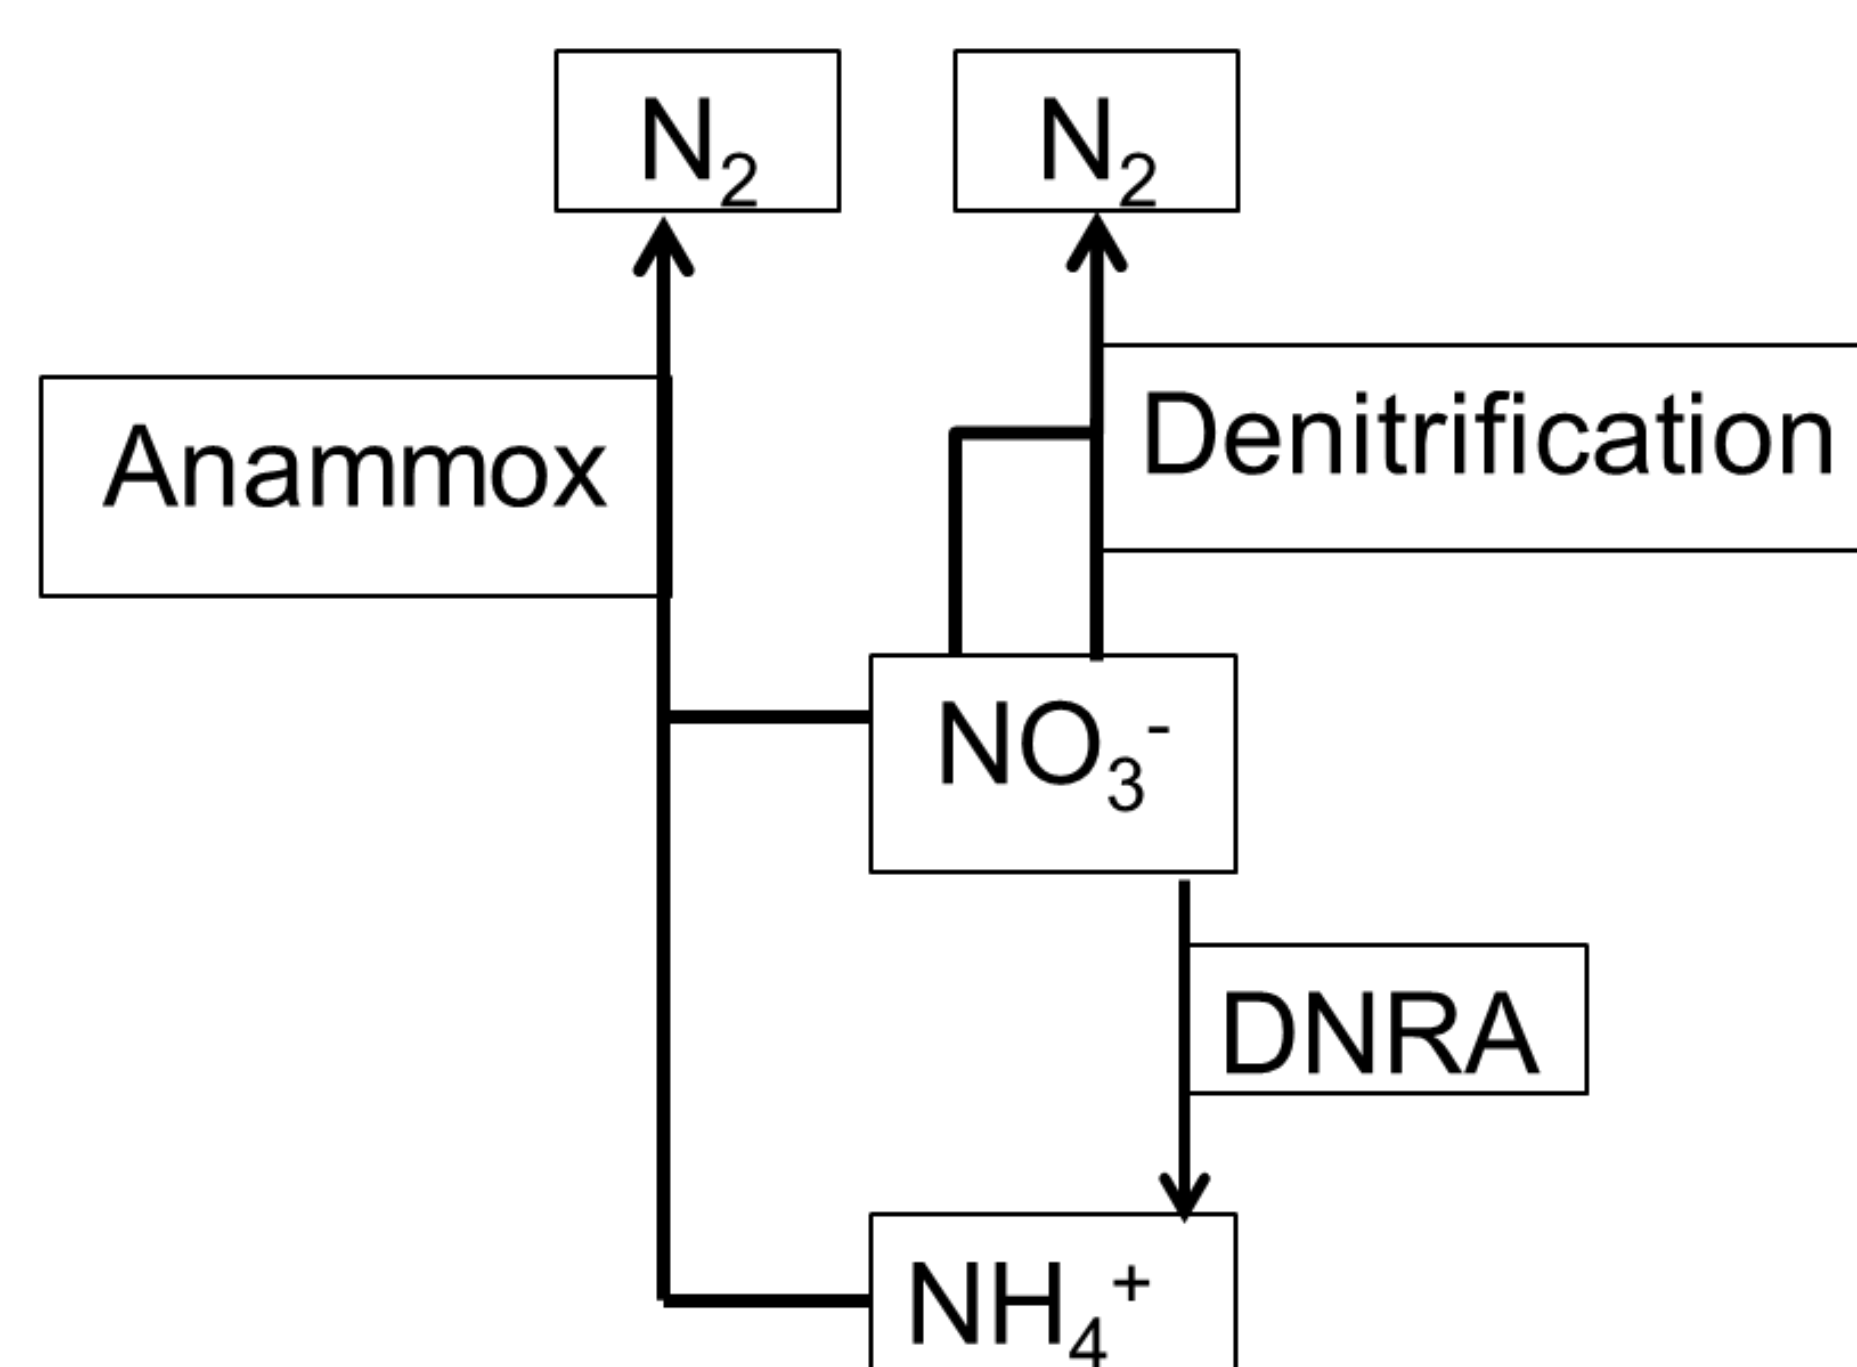 N₂
N₂
Anammox
Denitrification
NO₃⁻
DNRA
NH₄⁺